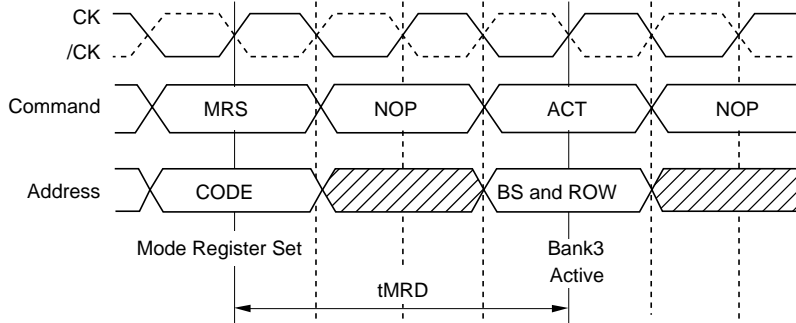 CK
/CK
Command MRS NOP ACT NOP
Address CODE BS and ROW
Mode Register Set Bank3
Active
tMRD